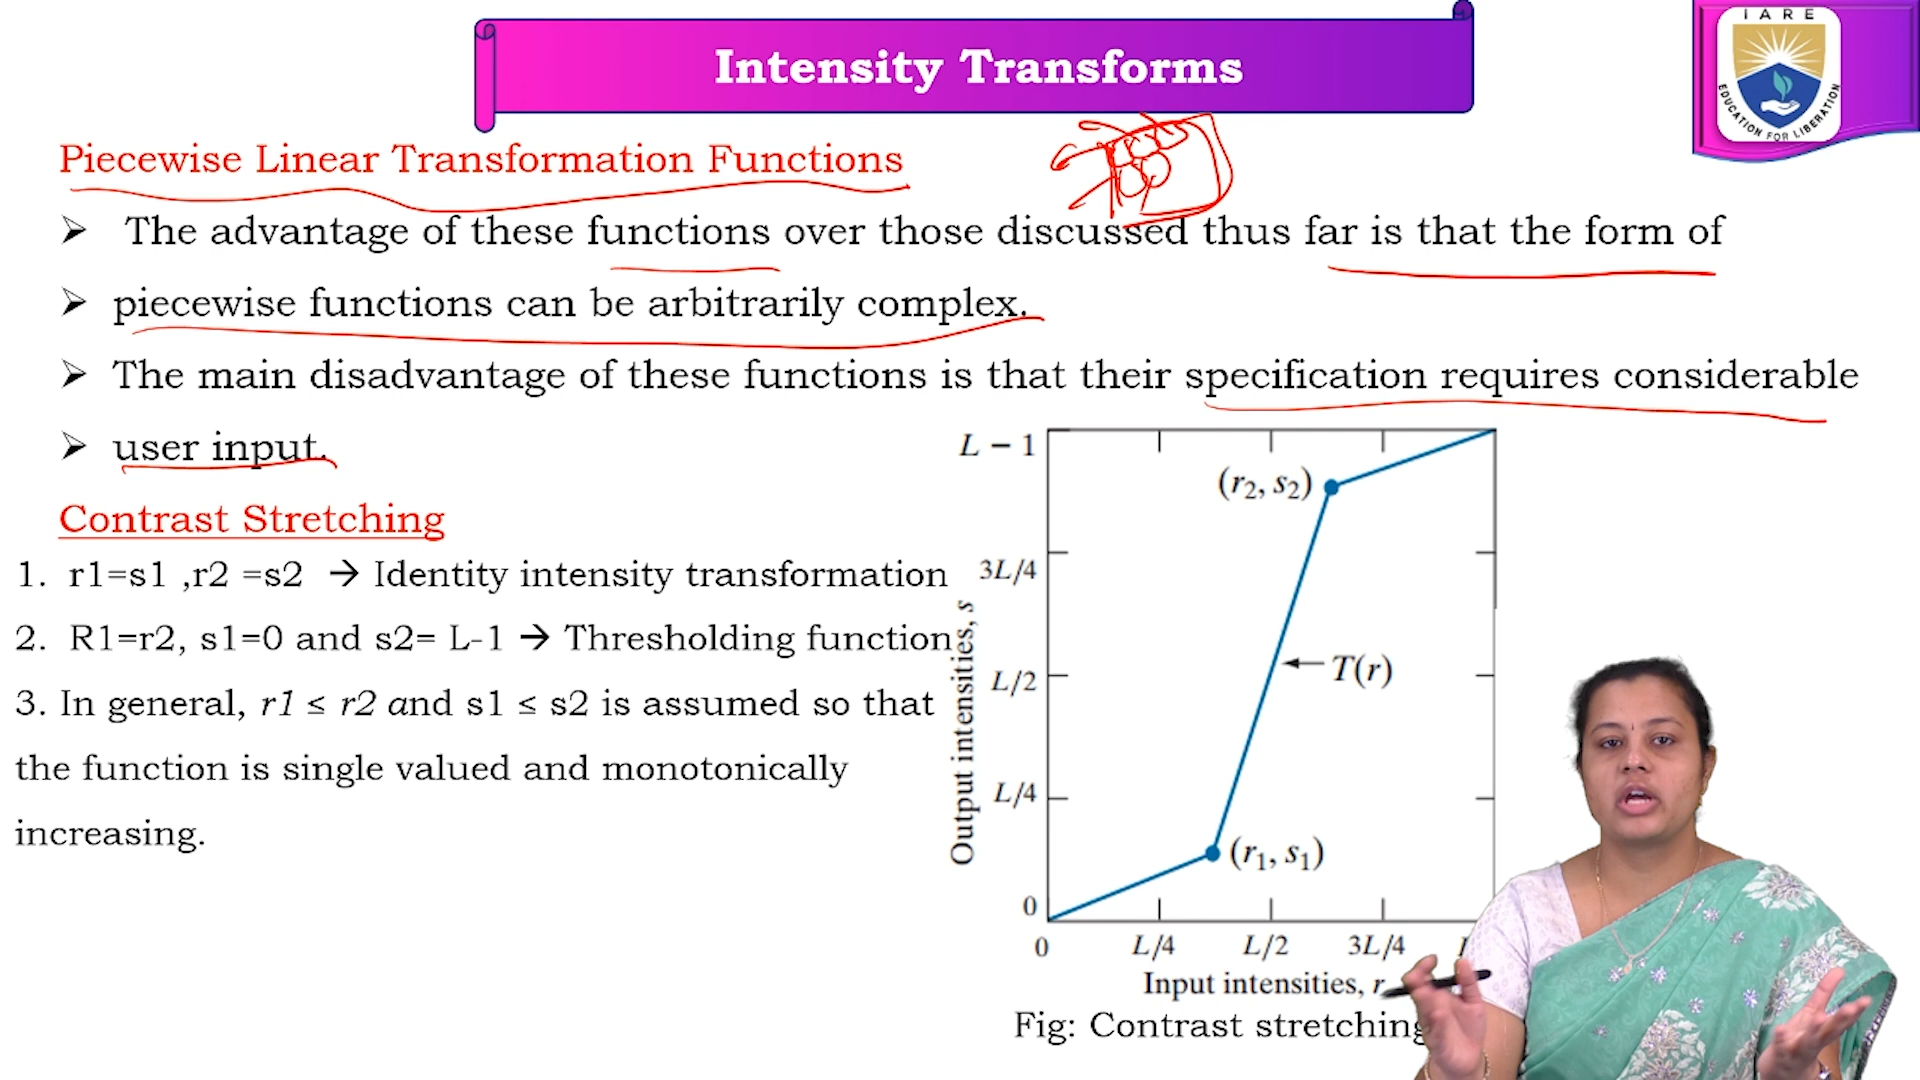 Intensity Transforms
IARE
EDUCATION FOR LIBERATION
Piecewise Linear Transformation Functions
➢ The advantage of these functions over those discussed thus far is that the form of
➢ piecewise functions can be arbitrarily complex.
➢ The main disadvantage of these functions is that their specification requires considerable
➢ user input.
Contrast Stretching
1. r1=s1 ,r2 =s2 → Identity intensity transformation
2. R1=r2, s1=0 and s2= L-1 → Thresholding function
3. In general, r1 ≤ r2 and s1 ≤ s2 is assumed so that
the function is single valued and monotonically
increasing.
L − 1
(r2, s2)
3L/4
T(r)
L/2
L/4
(r1, s1)
0
Output intensities, s
0 L/4 L/2 3L/4
Input intensities, r
Fig: Contrast stretching